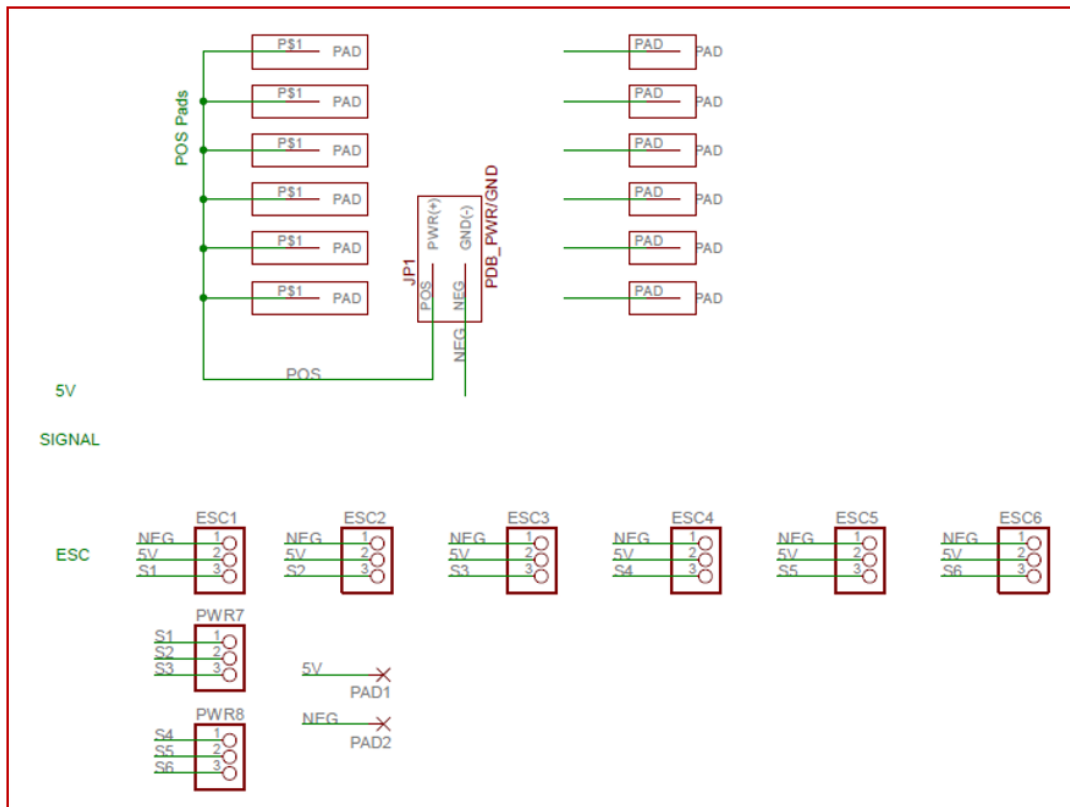 P$1 PAD PAD PAD
P$1 PAD PAD PAD
P$1 PAD PAD PAD
P$1 PAD PAD PAD
P$1 PAD PAD PAD
P$1 PAD PAD PAD
POS Pads
JP1
PWR(+) GND(-)
POS NEG
PDB_PWR/GND
NEG
POS
5V
SIGNAL
ESC
ESC1
NEG 1
5V 2
S1 3
ESC2
NEG 1
5V 2
S2 3
ESC3
NEG 1
5V 2
S3 3
ESC4
NEG 1
5V 2
S4 3
ESC5
NEG 1
5V 2
S5 3
ESC6
NEG 1
5V 2
S6 3
PWR7
S1 1
S2 2
S3 3
5V
PAD1
PWR8
S4 1
S5 2
S6 3
NEG
PAD2